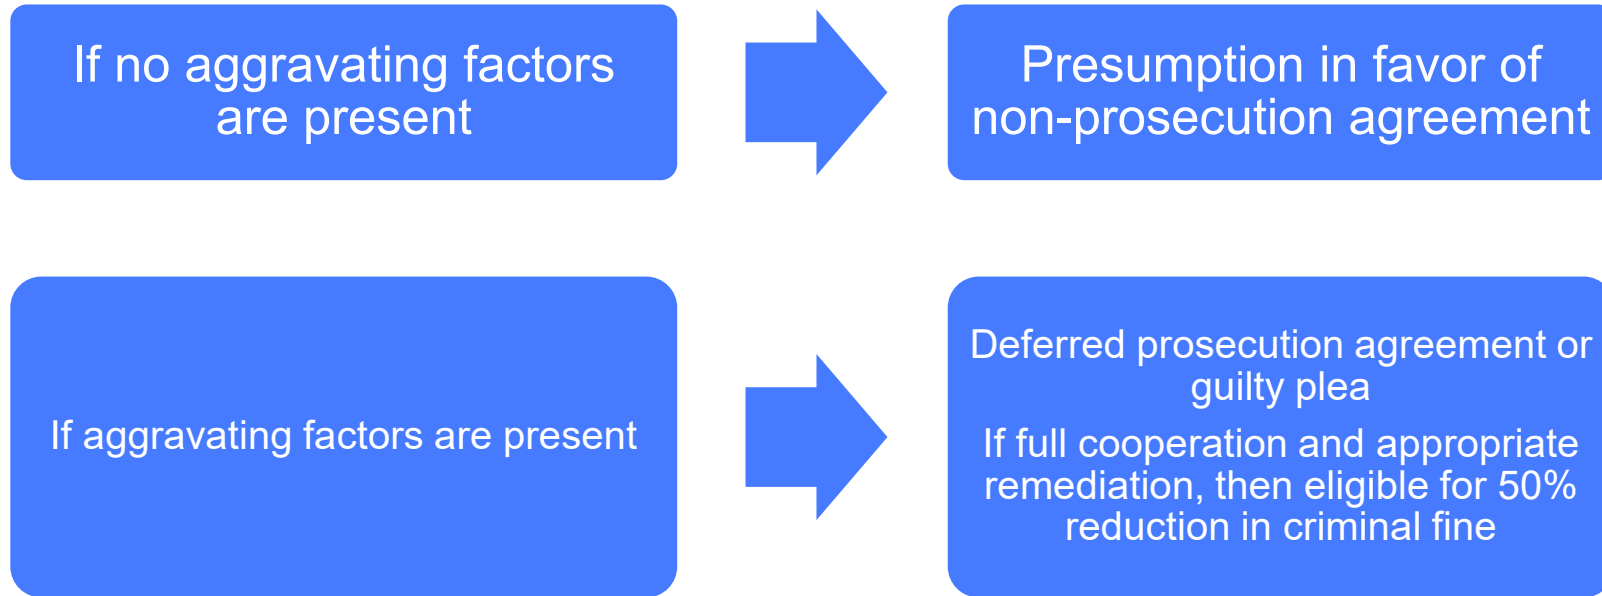 If no aggravating factors
are present
Presumption in favor of
non-prosecution agreement
If aggravating factors are present
Deferred prosecution agreement or
guilty plea
If full cooperation and appropriate
remediation, then eligible for 50%
reduction in criminal fine